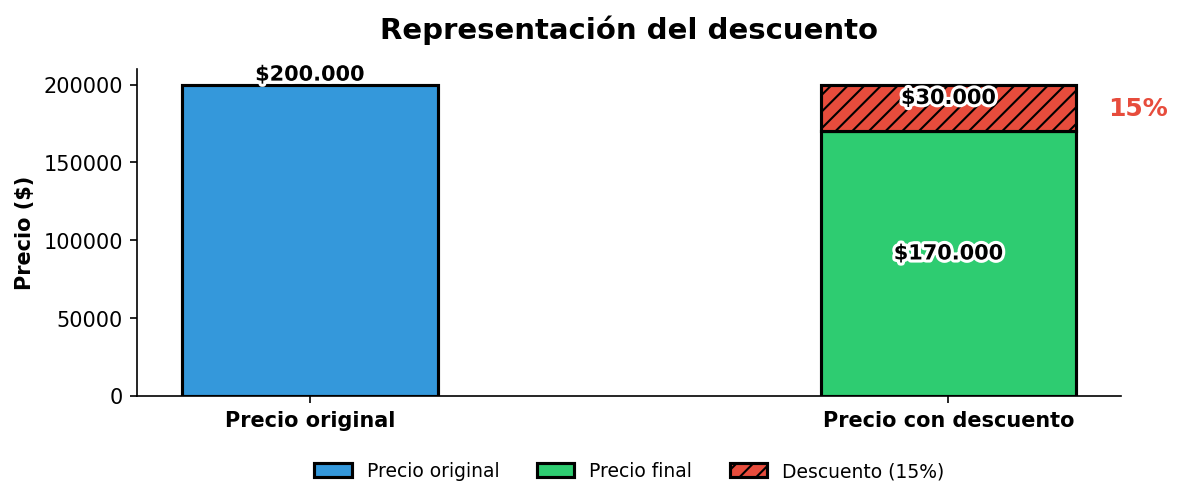 Representación del descuento
Precio ($)
200000
150000
100000
50000
0
$200.000
$30.000
15%
$170.000
Precio original
Precio con descuento
Precio original
Precio final
Descuento (15%)